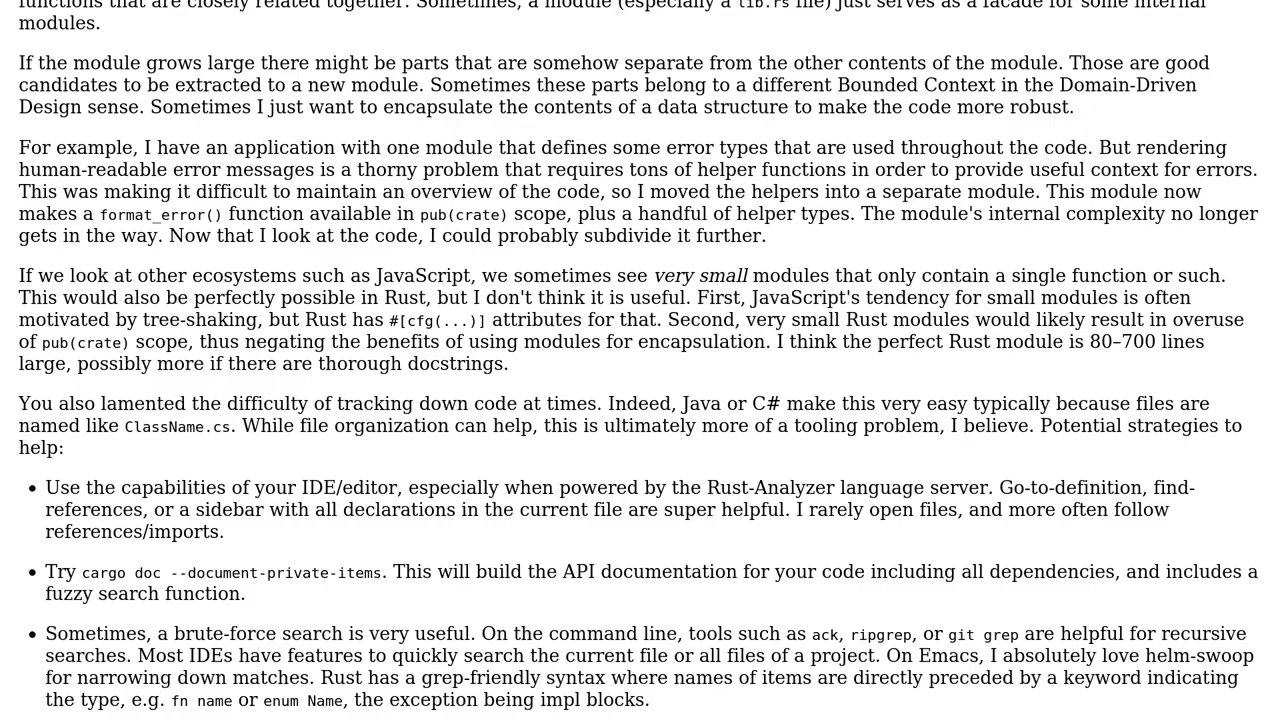 functions that are closely related together. Sometimes, a module (especially a lib.rs file) just serves as a facade for some internal
modules.
If the module grows large there might be parts that are somehow separate from the other contents of the module. Those are good
candidates to be extracted to a new module. Sometimes these parts belong to a different Bounded Context in the Domain-Driven
Design sense. Sometimes I just want to encapsulate the contents of a data structure to make the code more robust.
For example, I have an application with one module that defines some error types that are used throughout the code. But rendering
human-readable error messages is a thorny problem that requires tons of helper functions in order to provide useful context for errors.
This was making it difficult to maintain an overview of the code, so I moved the helpers into a separate module. This module now
makes a format_error() function available in pub(crate) scope, plus a handful of helper types. The module's internal complexity no longer
gets in the way. Now that I look at the code, I could probably subdivide it further.
If we look at other ecosystems such as JavaScript, we sometimes see very small modules that only contain a single function or such.
This would also be perfectly possible in Rust, but I don't think it is useful. First, JavaScript's tendency for small modules is often
motivated by tree-shaking, but Rust has #[cfg(...)] attributes for that. Second, very small Rust modules would likely result in overuse
of pub(crate) scope, thus negating the benefits of using modules for encapsulation. I think the perfect Rust module is 80–700 lines
large, possibly more if there are thorough docstrings.
You also lamented the difficulty of tracking down code at times. Indeed, Java or C# make this very easy typically because files are
named like ClassName.cs. While file organization can help, this is ultimately more of a tooling problem, I believe. Potential strategies to
help:
• Use the capabilities of your IDE/editor, especially when powered by the Rust-Analyzer language server. Go-to-definition, find-
references, or a sidebar with all declarations in the current file are super helpful. I rarely open files, and more often follow
references/imports.
• Try cargo doc --document-private-items. This will build the API documentation for your code including all dependencies, and includes a
fuzzy search function.
• Sometimes, a brute-force search is very useful. On the command line, tools such as ack, ripgrep, or git grep are helpful for recursive
searches. Most IDEs have features to quickly search the current file or all files of a project. On Emacs, I absolutely love helm-swoop
for narrowing down matches. Rust has a grep-friendly syntax where names of items are directly preceded by a keyword indicating
the type, e.g. fn name or enum Name, the exception being impl blocks.